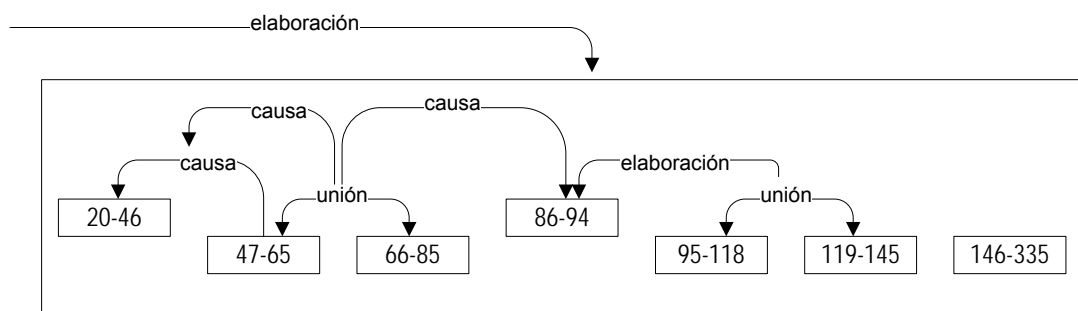 elaboración
causa
causa
causa
elaboración
unión
unión
20-46
86-94
47-65
66-85
95-118
119-145
146-335